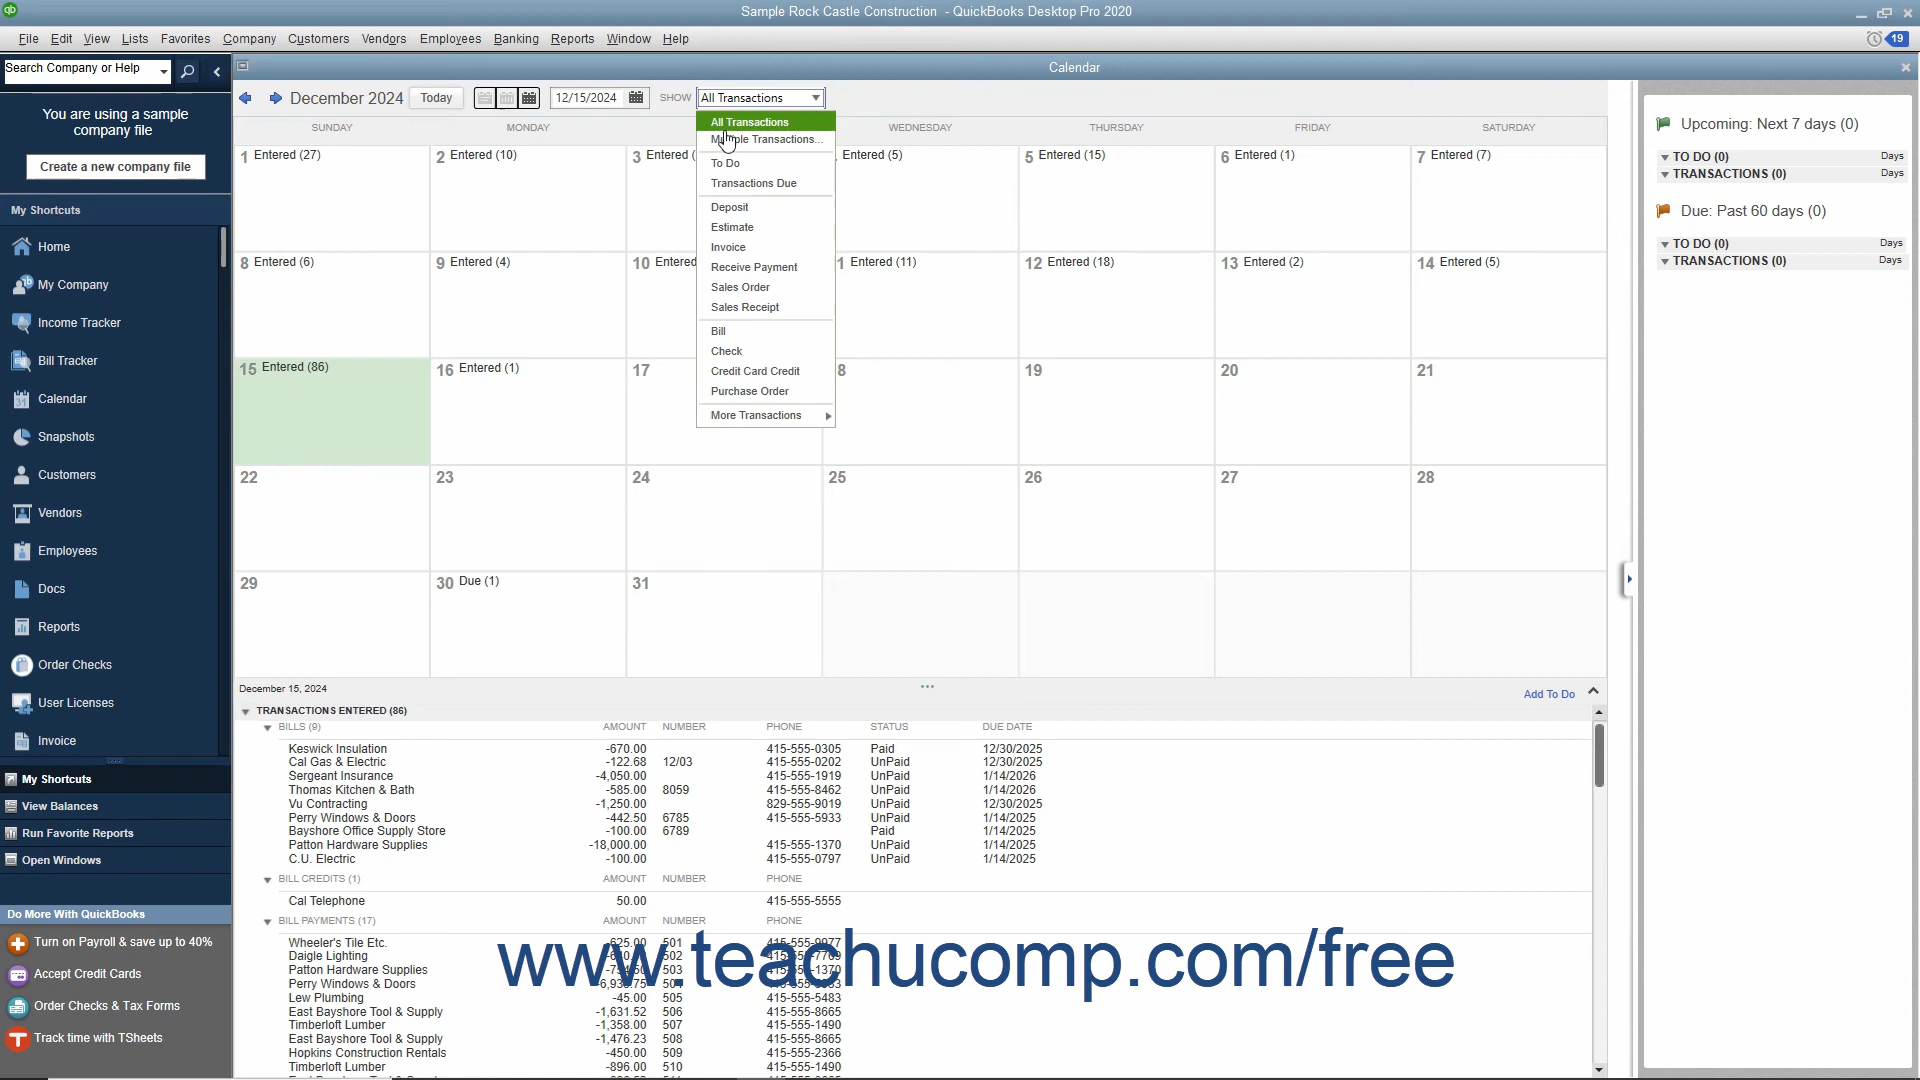 Sample Rock Castle Construction - QuickBooks Desktop Pro 2020
File Edit View Lists Favorites Company Customers Vendors Employees Banking Reports Window Help
19
Search Company or Help
Calendar
You are using a sample
company file
Create a new company file
My Shortcuts
Home
My Company
Income Tracker
Bill Tracker
Calendar
Snapshots
Customers
Vendors
Employees
Docs
Reports
Order Checks
User Licenses
Invoice
My Shortcuts
View Balances
Run Favorite Reports
Open Windows
Do More With QuickBooks
Turn on Payroll & save up to 40%
Accept Credit Cards
Order Checks & Tax Forms
Track time with TSheets
December 2024 Today 12/15/2024 SHOW All Transactions
All Transactions
Transactions...
To Do
Transactions Due
Deposit
Estimate
Invoice
Receive Payment
Sales Order
Sales Receipt
Bill
Check
Credit Card Credit
Purchase Order
More Transactions
SUNDAY MONDAY WEDNESDAY THURSDAY FRIDAY SATURDAY
1 Entered (27) 2 Entered (10) 3 Entered ( Entered (5) 5 Entered (15) 6 Entered (1) 7 Entered (7)
8 Entered (6) 9 Entered (4) 10 Entered 1 Entered (11) 12 Entered (18) 13 Entered (2) 14 Entered (5)
15 Entered (86) 16 Entered (1) 17 8 19 20 21
22 23 24 25 26 27 28
29 30 Due (1) 31
December 15, 2024 Add To Do
TRANSACTIONS ENTERED (86)
BILLS (9) AMOUNT NUMBER PHONE STATUS DUE DATE
Keswick Insulation -670.00 415-555-0305 Paid 12/30/2025
Cal Gas & Electric -122.68 12/03 415-555-0202 UnPaid 12/30/2025
Sergeant Insurance -4,050.00 415-555-1919 UnPaid 1/14/2026
Thomas Kitchen & Bath -585.00 8059 415-555-8462 UnPaid 1/14/2026
Vu Contracting -1,250.00 829-555-9019 UnPaid 12/30/2025
Perry Windows & Doors -442.50 6785 415-555-5933 UnPaid 1/14/2025
Bayshore Office Supply Store -100.00 6789 Paid 1/14/2025
Patton Hardware Supplies -18,000.00 415-555-1370 UnPaid 1/14/2025
C.U. Electric -100.00 415-555-0797 UnPaid 1/14/2025
BILL CREDITS (1) AMOUNT NUMBER PHONE
Cal Telephone 50.00 415-555-5555
BILL PAYMENTS (17) AMOUNT NUMBER PHONE
Wheeler's Tile Etc. -625.00 501
Daigle Lighting 502
Patton Hardware Supplies 503
Perry Windows & Doors
Lew Plumbing -45.00 505 415-555-5483
East Bayshore Tool & Supply -1,631.52 506 415-555-8665
Timberloft Lumber -1,358.00 507 415-555-1490
East Bayshore Tool & Supply -1,476.23 508 415-555-8665
Hopkins Construction Rentals -450.00 509 415-555-2366
Timberloft Lumber -896.00 510 415-555-1490
www.teachucomp.com/free
Upcoming: Next 7 days (0)
TO DO (0) Days
TRANSACTIONS (0) Days
Due: Past 60 days (0)
TO DO (0) Days
TRANSACTIONS (0) Days